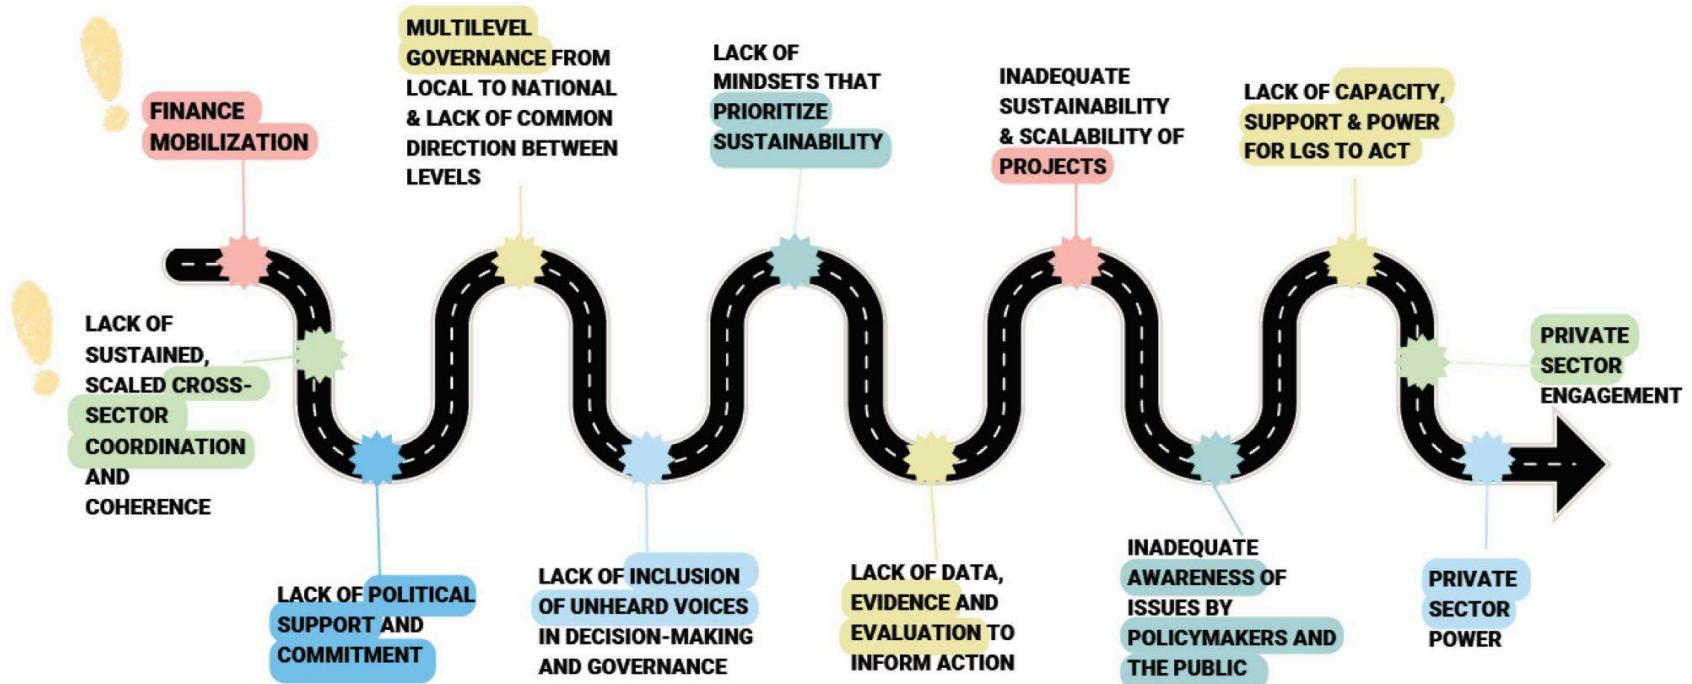 FINANCE
MOBILIZATION
LACK OF
SUSTAINED,
SCALED CROSS-
SECTOR
COORDINATION
AND
COHERENCE
LACK OF POLITICAL
SUPPORT AND
COMMITMENT
MULTILEVEL
GOVERNANCE FROM
LOCAL TO NATIONAL
& LACK OF COMMON
DIRECTION BETWEEN
LEVELS
LACK OF INCLUSION
OF UNHEARD VOICES
IN DECISION-MAKING
AND GOVERNANCE
LACK OF
MINDSETS THAT
PRIORITIZE
SUSTAINABILITY
LACK OF DATA,
EVIDENCE AND
EVALUATION TO
INFORM ACTION
INADEQUATE
SUSTAINABILITY
& SCALABILITY OF
PROJECTS
INADEQUATE
AWARENESS OF
ISSUES BY
POLICYMAKERS AND
THE PUBLIC
LACK OF CAPACITY,
SUPPORT & POWER
FOR LGS TO ACT
PRIVATE
SECTOR
ENGAGEMENT
PRIVATE
SECTOR
POWER